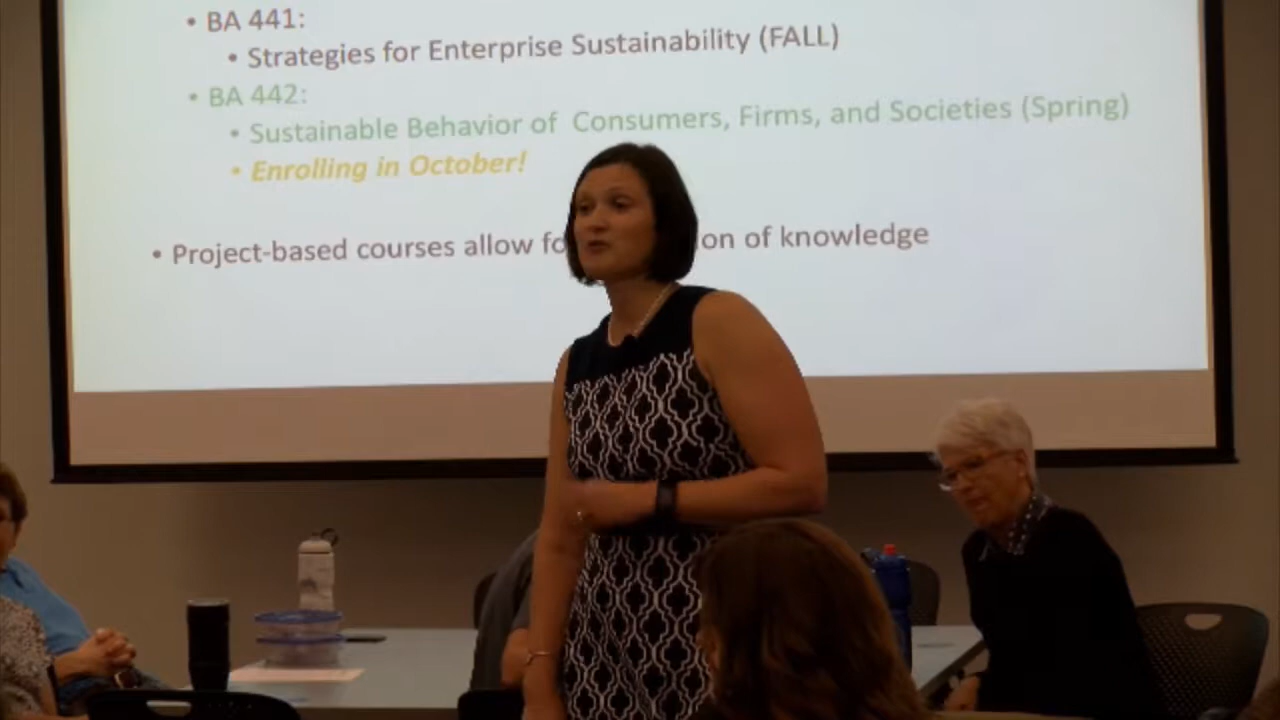 • BA 441:
• Strategies for Enterprise Sustainability (FALL)
• BA 442:
• Sustainable Behavior of Consumers, Firms, and Societies (Spring)
• Enrolling in October!
• Project-based courses allow fo on of knowledge